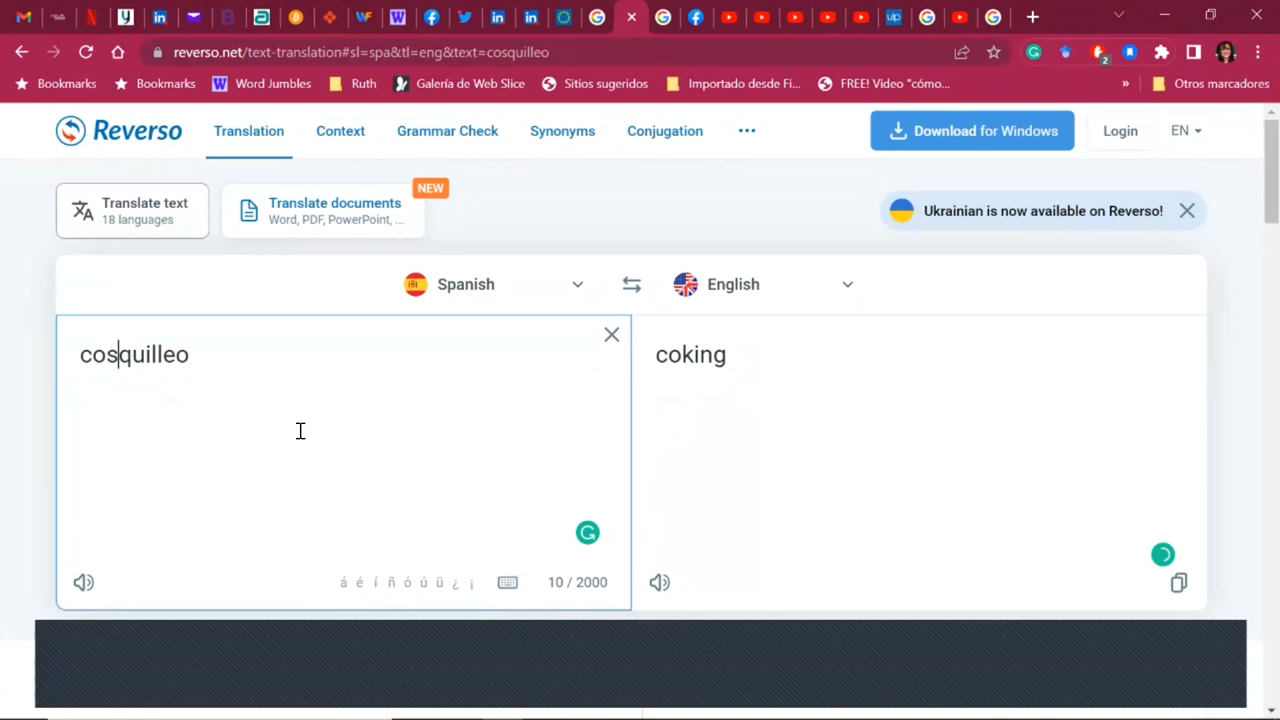 reverso.net/text-translation#sl=spa&tl=eng&text=cosquilleo
2
Bookmarks Bookmarks Word Jumbles Ruth Galería de Web Slice Sitios sugeridos Importado desde Fi... FREE! Video "cómo... » Otros marcadores
Reverso Translation Context Grammar Check Synonyms Conjugation ••• Download for Windows Login EN
NEW
Translate text Translate documents
18 languages Word, PDF, PowerPoint, ...
Ukrainian is now available on Reverso!
Spanish English
cosquilleo coking
á é í ñ ó ú ü ¿ ¡ 10 / 2000